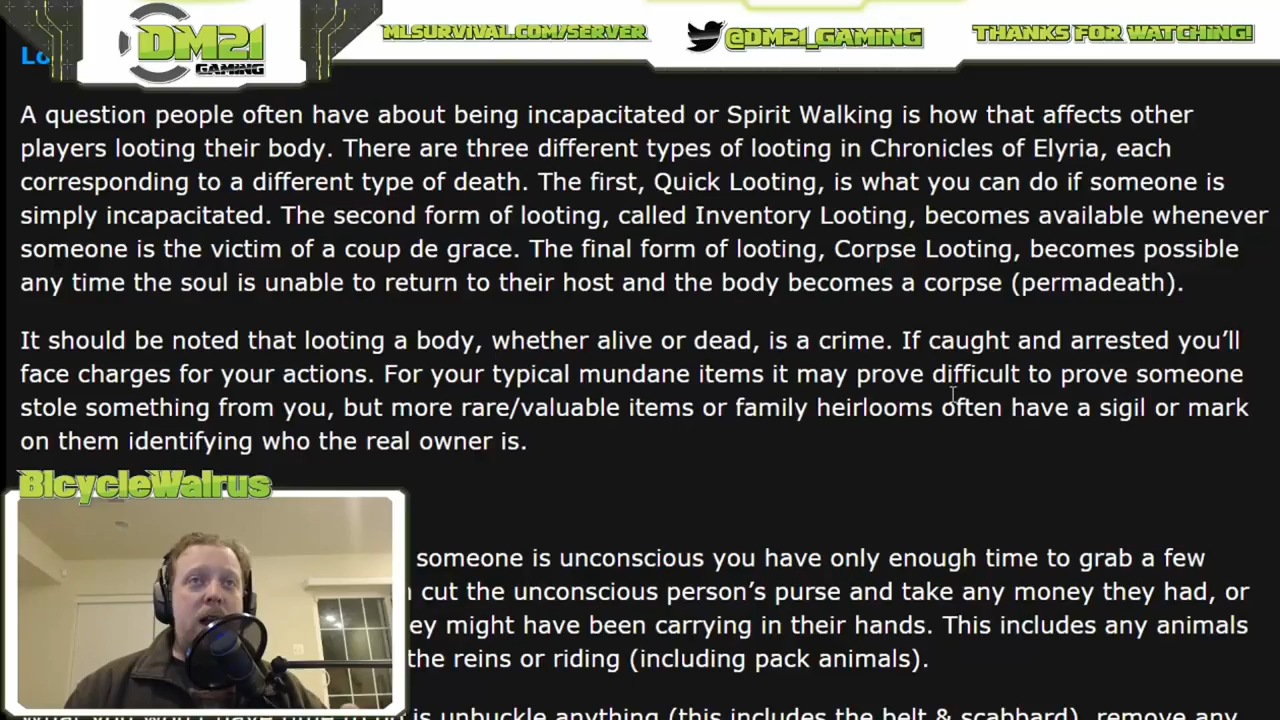 DM21
GAMING
MLSURVIVAL.COM/SERVER
@DM21_GAMING
THANKS FOR WATCHING!
Lo
A question people often have about being incapacitated or Spirit Walking is how that affects other
players looting their body. There are three different types of looting in Chronicles of Elyria, each
corresponding to a different type of death. The first, Quick Looting, is what you can do if someone is
simply incapacitated. The second form of looting, called Inventory Looting, becomes available whenever
someone is the victim of a coup de grace. The final form of looting, Corpse Looting, becomes possible
any time the soul is unable to return to their host and the body becomes a corpse (permadeath).
It should be noted that looting a body, whether alive or dead, is a crime. If caught and arrested you’ll
face charges for your actions. For your typical mundane items it may prove difficult to prove someone
stole something from you, but more rare/valuable items or family heirlooms often have a sigil or mark
on them identifying who the real owner is.
BicycleWalrus
someone is unconscious you have only enough time to grab a few
cut the unconscious person’s purse and take any money they had, or
ey might have been carrying in their hands. This includes any animals
the reins or riding (including pack animals).
is unbuckle anything (this includes the belt & scabbard), remove any